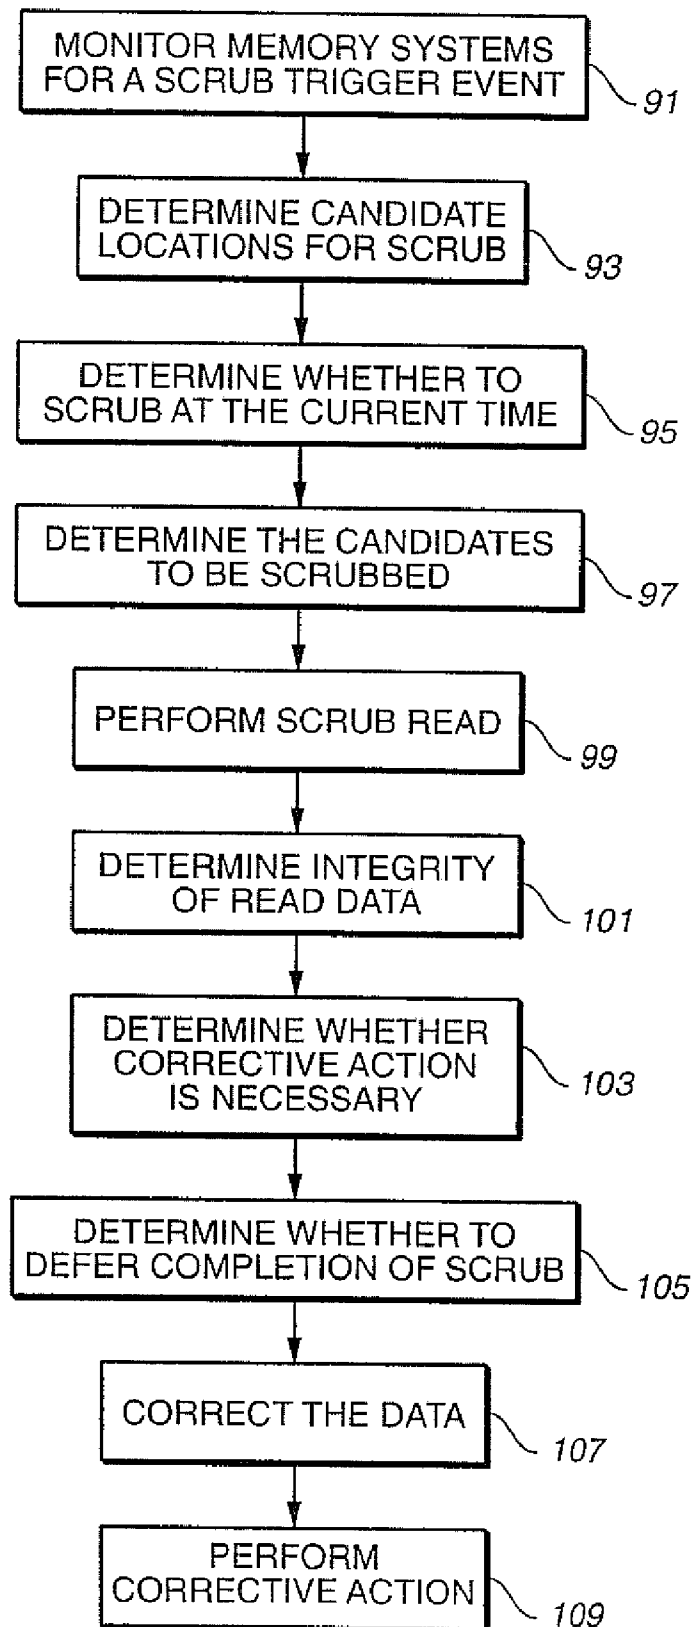 MONITOR MEMORY SYSTEMS
FOR A SCRUB TRIGGER EVENT
91
DETERMINE CANDIDATE
LOCATIONS FOR SCRUB
93
DETERMINE WHETHER TO
SCRUB AT THE CURRENT TIME
95
DETERMINE THE CANDIDATES
TO BE SCRUBBED
97
PERFORM SCRUB READ
99
DETERMINE INTEGRITY
OF READ DATA
101
DETERMINE WHETHER
CORRECTIVE ACTION
IS NECESSARY
103
DETERMINE WHETHER TO
DEFER COMPLETION OF SCRUB
105
CORRECT THE DATA
107
PERFORM
CORRECTIVE ACTION
109